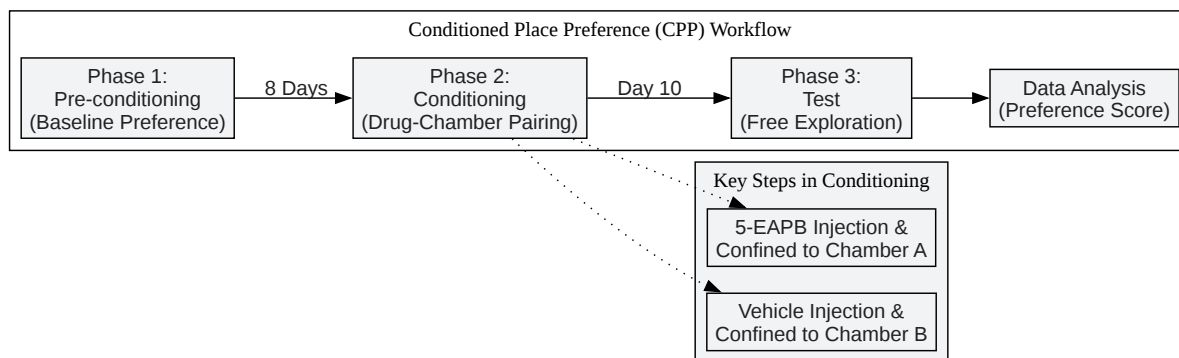 Conditioned Place Preference (CPP) Workflow
Phase 1:
Pre-conditioning
(Baseline Preference)
8 Days
Phase 2:
Conditioning
(Drug-Chamber Pairing)
Day 10
Phase 3:
Test
(Free Exploration)
Data Analysis
(Preference Score)
Key Steps in Conditioning
5-EAPB Injection &
Confined to Chamber A
Vehicle Injection &
Confined to Chamber B